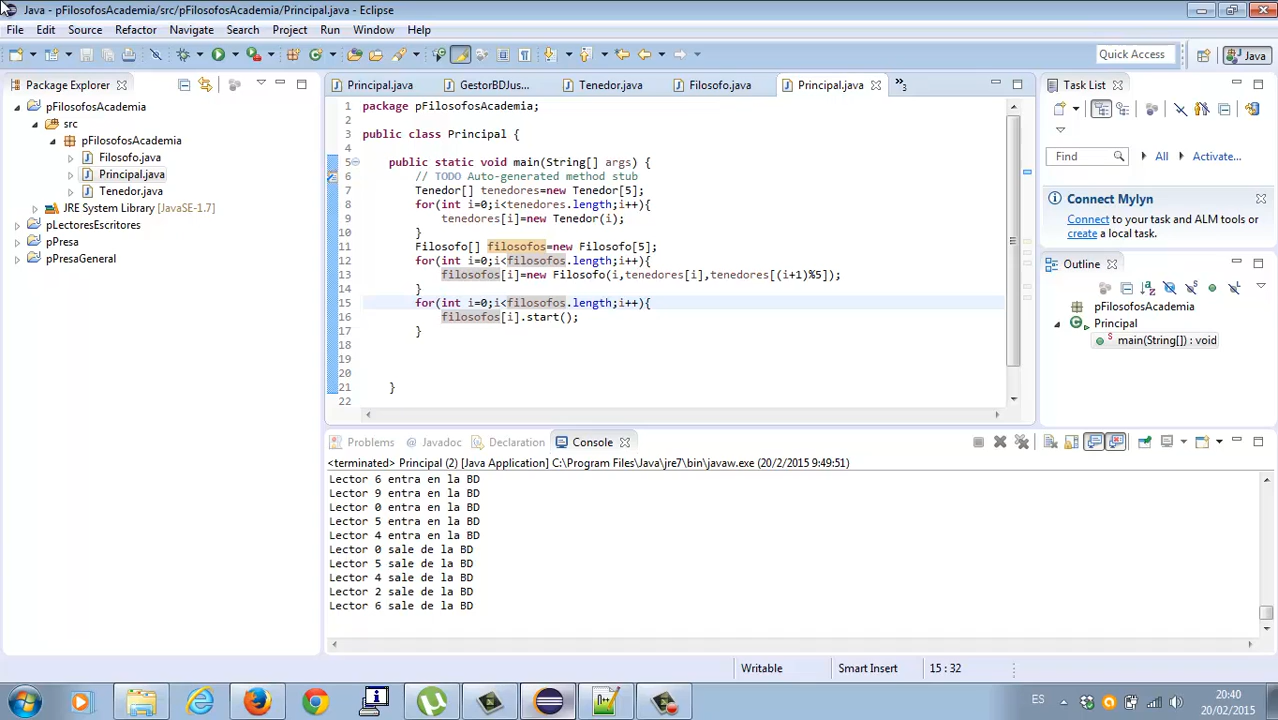 Java - pFilosofosAcademia/src/pFilosofosAcademia/Principal.java - Eclipse
File Edit Source Refactor Navigate Search Project Run Window Help
Quick Access
Java
Package Explorer
pFilosofosAcademia
src
pFilosofosAcademia
Filosofo.java
Principal.java
Tenedor.java
JRE System Library [JavaSE-1.7]
pLectoresEscritores
pPresa
pPresaGeneral
Principal.java GestorBDJus... Tenedor.java Filosofo.java Principal.java »3
1 package pFilosofosAcademia;
2
3 public class Principal {
4
5 public static void main(String[] args) {
6 // TODO Auto-generated method stub
7 Tenedor[] tenedores=new Tenedor[5];
8 for(int i=0;i<tenedores.length;i++){
9 tenedores[i]=new Tenedor(i);
10 }
11 Filosofo[] filosofos=new Filosofo[5];
12 for(int i=0;i<filosofos.length;i++){
13 filosofos[i]=new Filosofo(i,tenedores[i],tenedores[(i+1)%5]);
14 }
15 for(int i=0;i<filosofos.length;i++){
16 filosofos[i].start();
17 }
18
19
20
21 }
22
Task List
Find All Activate...
Connect Mylyn
Connect to your task and ALM tools or
create a local task.
Outline
pFilosofosAcademia
Principal
main(String[]) : void
Problems Javadoc Declaration Console
<terminated> Principal (2) [Java Application] C:\Program Files\Java\jre7\bin\javaw.exe (20/2/2015 9:49:51)
Lector 6 entra en la BD
Lector 9 entra en la BD
Lector 0 entra en la BD
Lector 5 entra en la BD
Lector 4 entra en la BD
Lector 0 sale de la BD
Lector 5 sale de la BD
Lector 4 sale de la BD
Lector 2 sale de la BD
Lector 6 sale de la BD
Writable Smart Insert 15 : 32
ES
20:40
20/02/2015